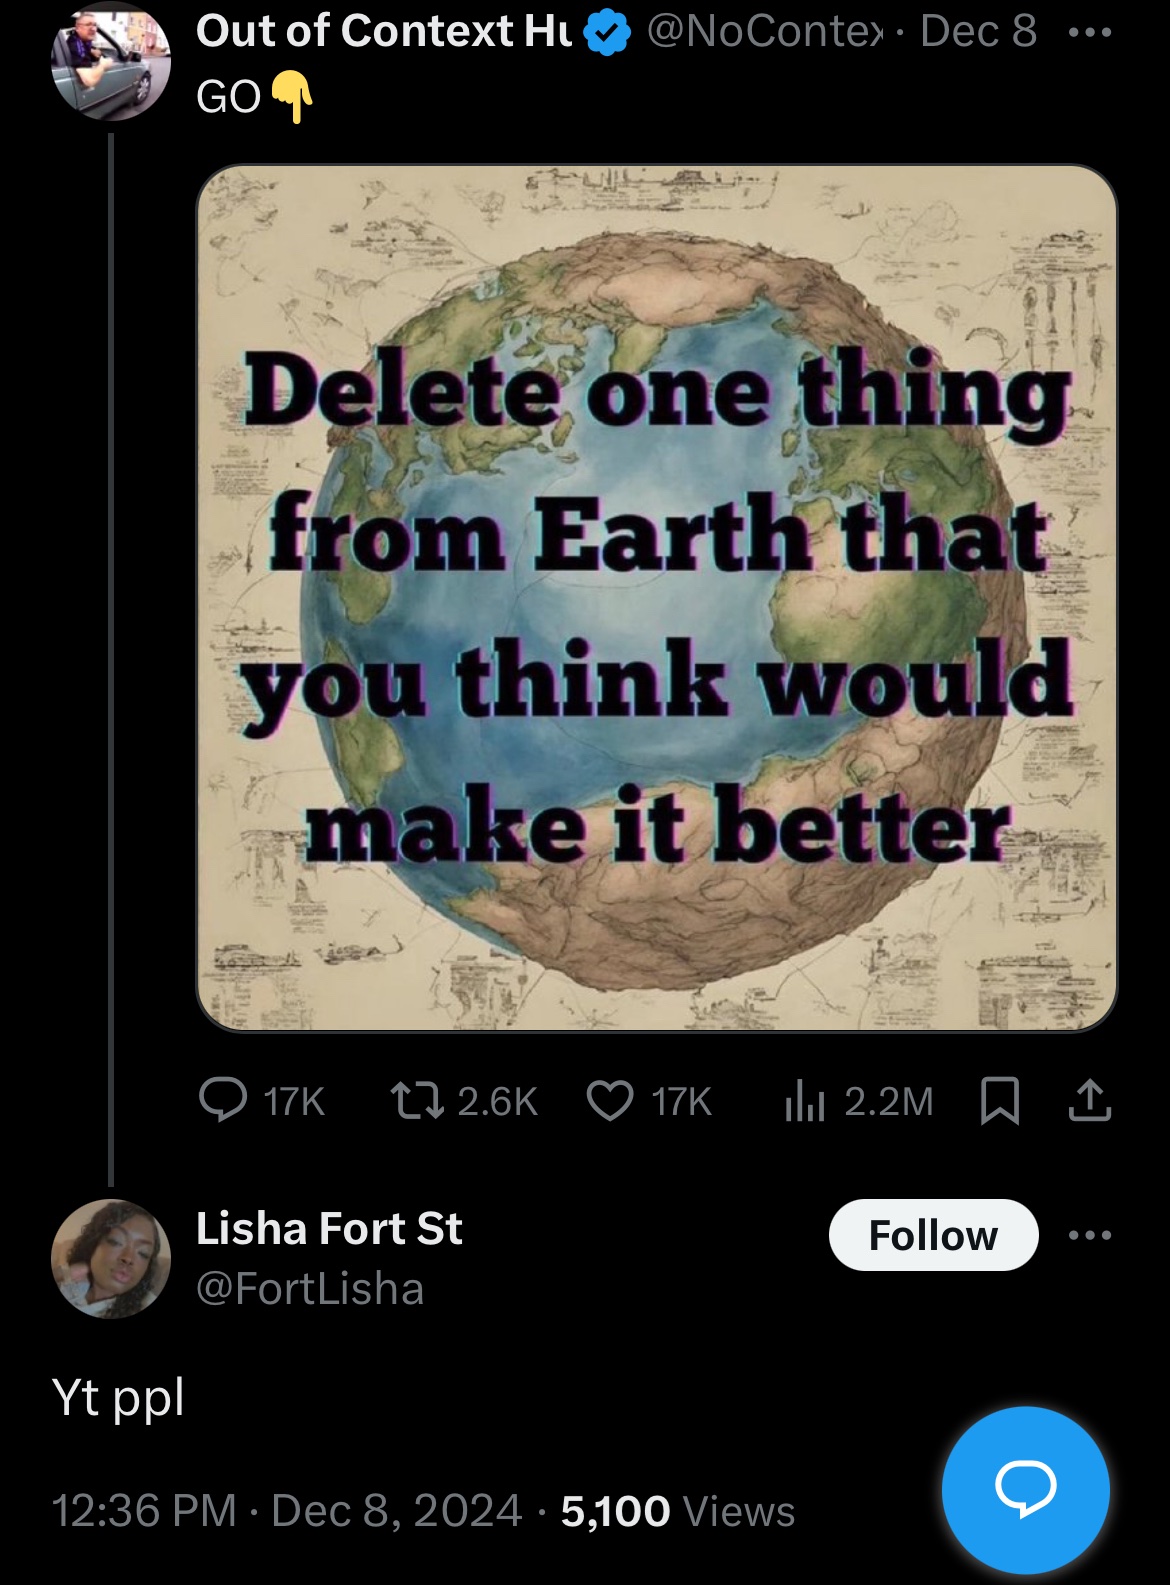 Out of Context Hu @NoContex · Dec 8
GO👇
Delete one thing
from Earth that
you think would
make it better
17K 2.6K 17K 2.2M
Lisha Fort St Follow
@FortLisha
Yt ppl
12:36 PM · Dec 8, 2024 · 5,100 Views